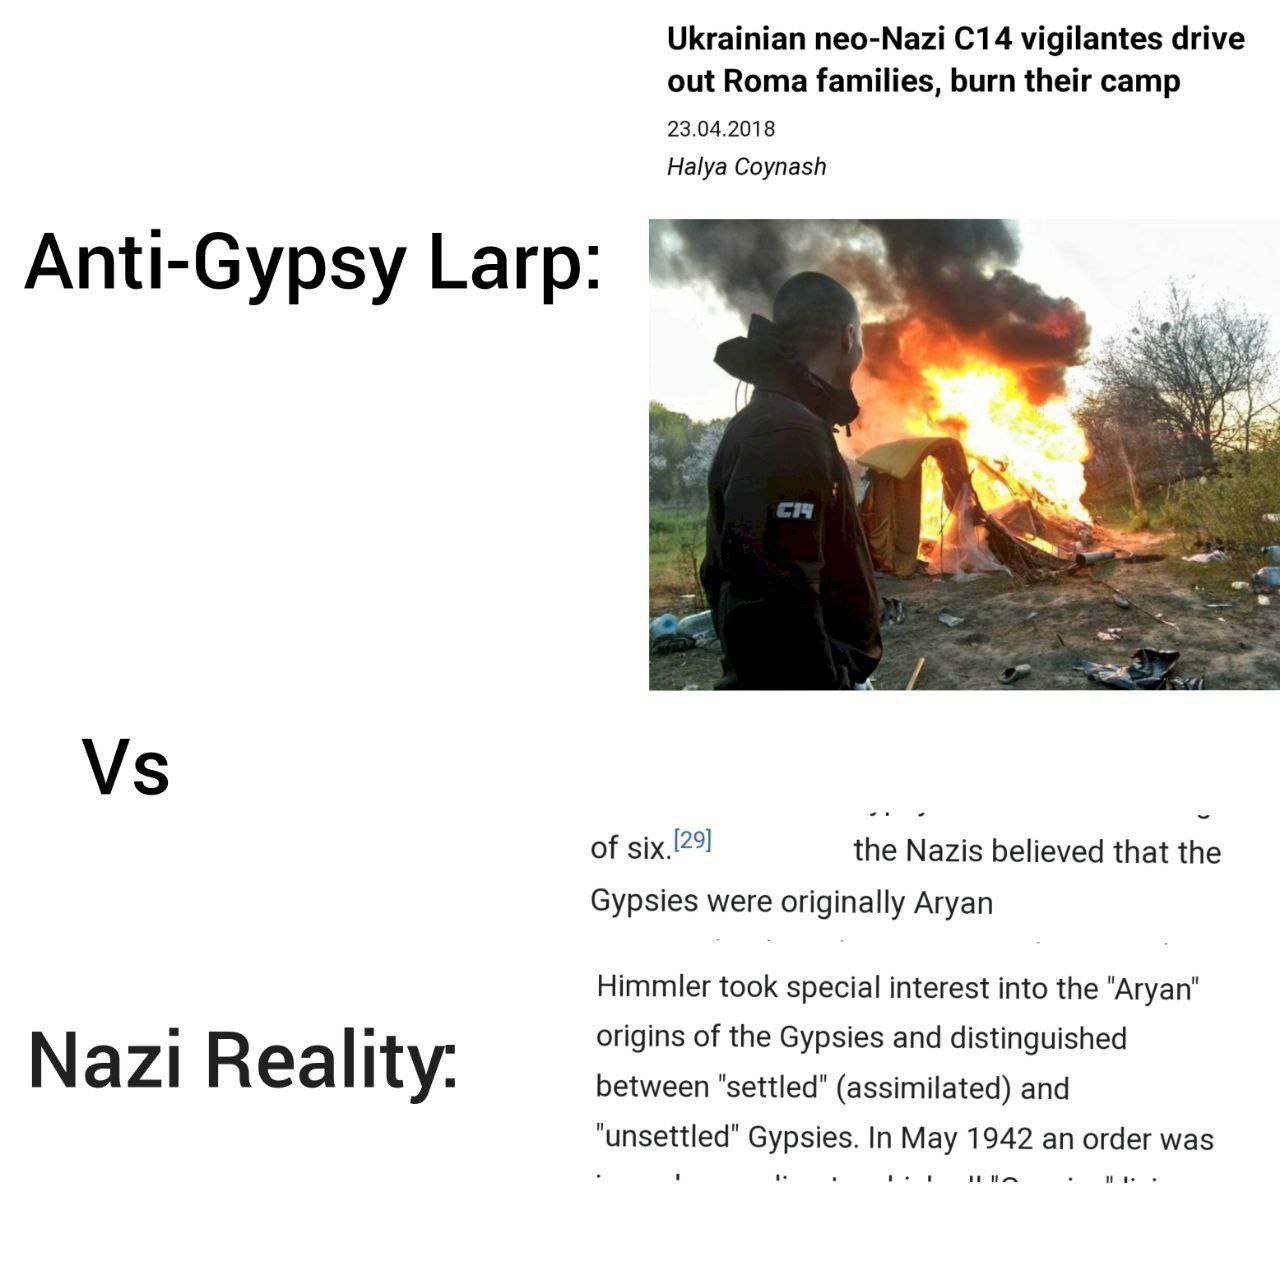 Ukrainian neo-Nazi C14 vigilantes drive
out Roma families, burn their camp
23.04.2018
Halya Coynash
Anti-Gypsy Larp:
C14
Vs
of six.[29] the Nazis believed that the
Gypsies were originally Aryan
Himmler took special interest into the "Aryan"
origins of the Gypsies and distinguished
between "settled" (assimilated) and
"unsettled" Gypsies. In May 1942 an order was
Nazi Reality: